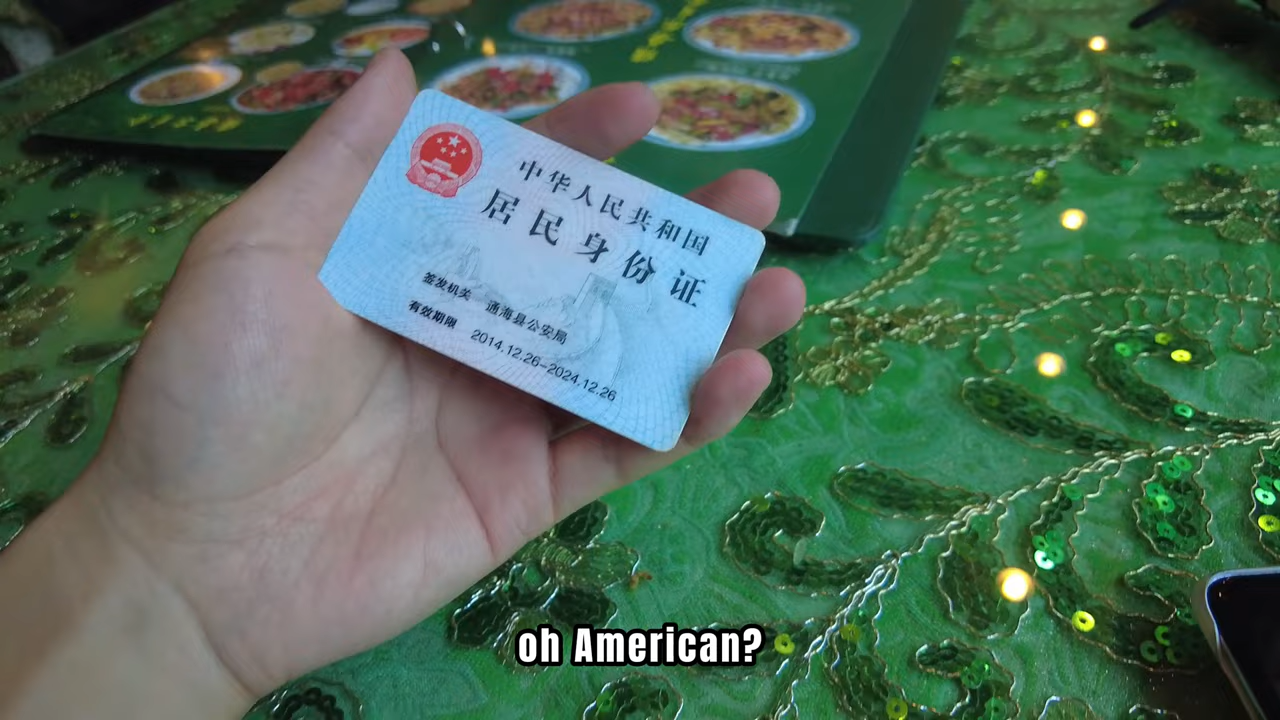 中华人民共和国
居民身份证
签发机关 通海县公安局
有效期限 2014.12.26-2024.12.26
oh American?